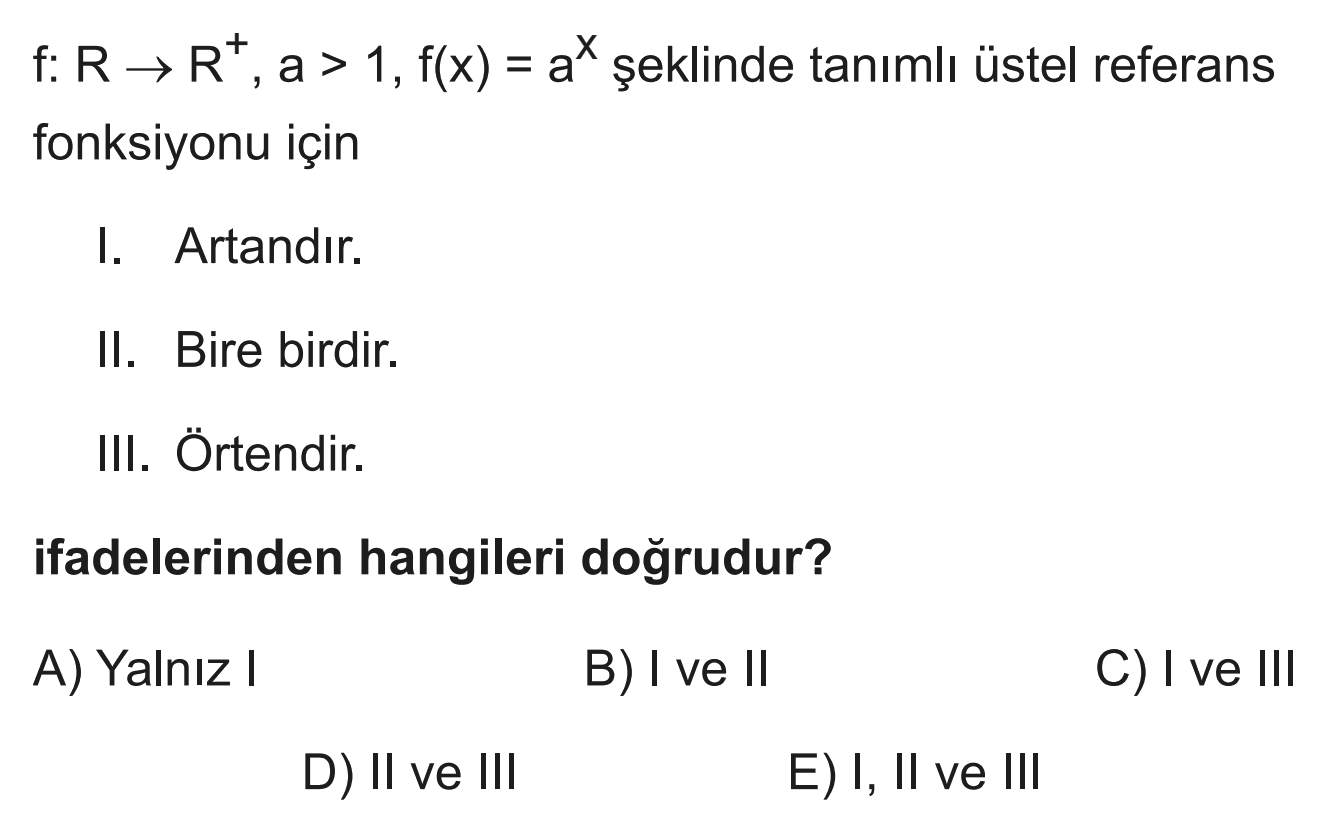 f: R → R⁺, a > 1, f(x) = aˣ şeklinde tanımlı üstel referans
fonksiyonu için
I. Artandır.
II. Bire birdir.
III. Örtendir.
ifadelerinden hangileri doğrudur?
A) Yalnız I B) I ve II C) I ve III
D) II ve III E) I, II ve III